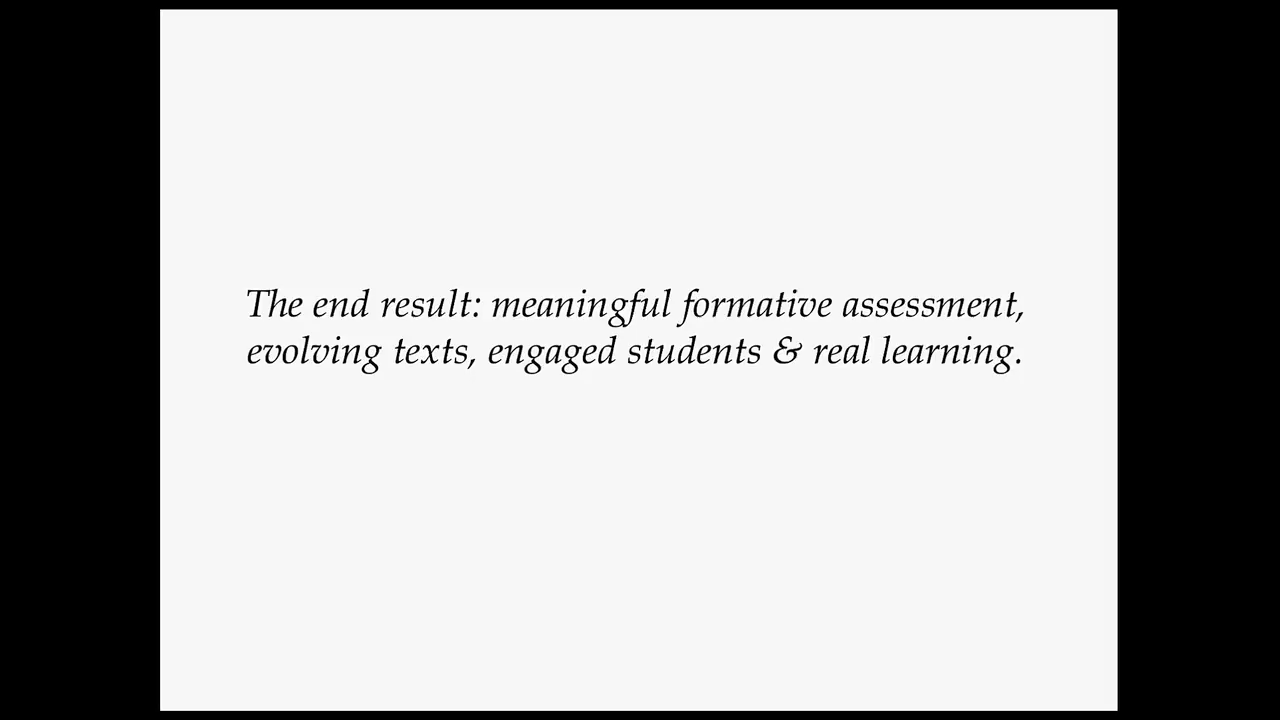 The end result: meaningful formative assessment,
evolving texts, engaged students & real learning.